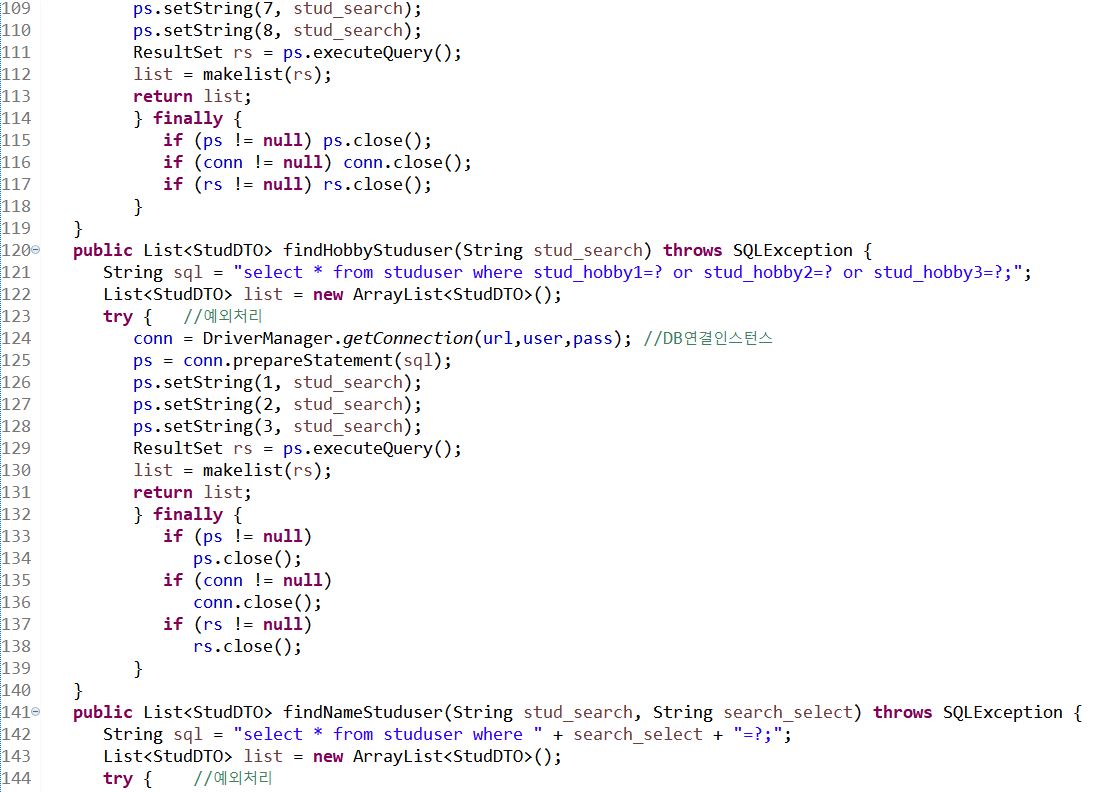 109 ps.setString(7, stud_search);
110 ps.setString(8, stud_search);
111 ResultSet rs = ps.executeQuery();
112 list = makelist(rs);
113 return list;
114 } finally {
115 if (ps != null) ps.close();
116 if (conn != null) conn.close();
117 if (rs != null) rs.close();
118 }
119 }
120 public List<StudDTO> findHobbyStuduser(String stud_search) throws SQLException {
121 String sql = "select * from studuser where stud_hobby1=? or stud_hobby2=? or stud_hobby3=?;";
122 List<StudDTO> list = new ArrayList<StudDTO>();
123 try { //예외처리
124 conn = DriverManager.getConnection(url,user,pass); //DB연결인스턴스
125 ps = conn.prepareStatement(sql);
126 ps.setString(1, stud_search);
127 ps.setString(2, stud_search);
128 ps.setString(3, stud_search);
129 ResultSet rs = ps.executeQuery();
130 list = makelist(rs);
131 return list;
132 } finally {
133 if (ps != null)
134 ps.close();
135 if (conn != null)
136 conn.close();
137 if (rs != null)
138 rs.close();
139 }
140 }
141 public List<StudDTO> findNameStuduser(String stud_search, String search_select) throws SQLException {
142 String sql = "select * from studuser where " + search_select + "=?;";
143 List<StudDTO> list = new ArrayList<StudDTO>();
144 try { //예외처리